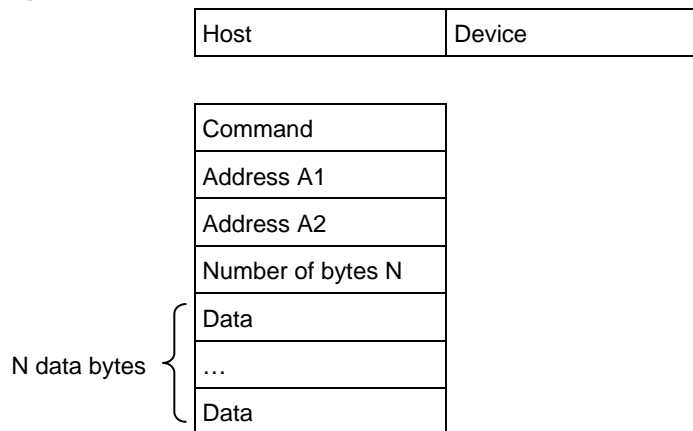 Host Device
Command
Address A1
Address A2
Number of bytes N
Data
N data bytes …
Data